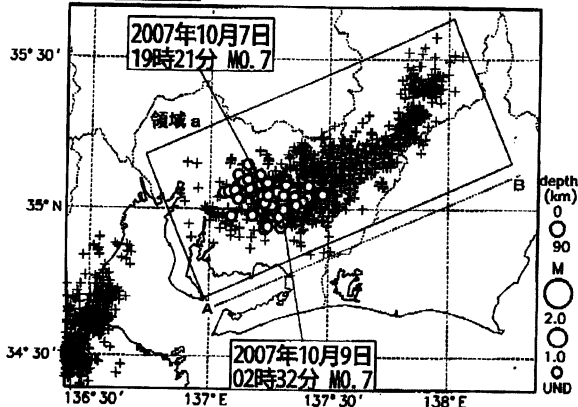 2007年10月7日
19時21分 M0.7
35°30'
領域a
35°N
34°30'
A
B
depth
(km)
0
90
M
2.0
1.0
UND
2007年10月9日
02時32分 M0.7
136°30'
137°E
137°30'
138°E